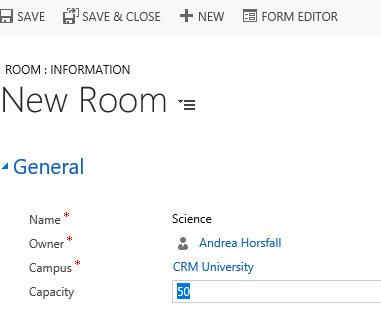 SAVE SAVE & CLOSE NEW FORM EDITOR
ROOM : INFORMATION
New Room
General
Name * Science
Owner * Andrea Horsfall
Campus * CRM University
Capacity 50